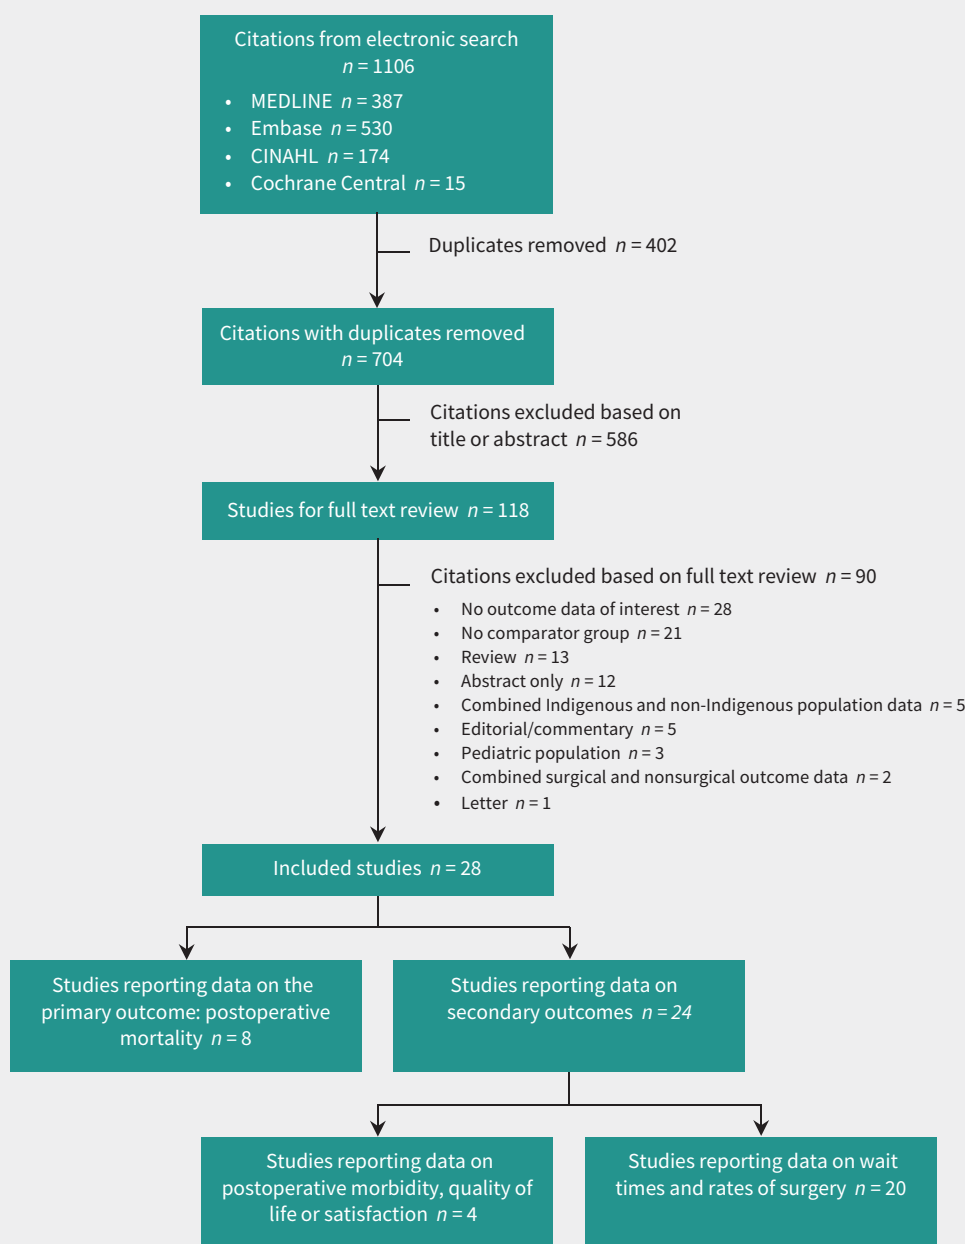 Citations from electronic search
n = 1106
• MEDLINE n = 387
• Embase n = 530
• CINAHL n = 174
• Cochrane Central n = 15
Duplicates removed n = 402
Citations with duplicates removed
n = 704
Citations excluded based on
title or abstract n = 586
Studies for full text review n = 118
Citations excluded based on full text review n = 90
• No outcome data of interest n = 28
• No comparator group n = 21
• Review n = 13
• Abstract only n = 12
• Combined Indigenous and non-Indigenous population data n = 5
• Editorial/commentary n = 5
• Pediatric population n = 3
• Combined surgical and nonsurgical outcome data n = 2
• Letter n = 1
Included studies n = 28
Studies reporting data on the
primary outcome: postoperative
mortality n = 8
Studies reporting data on
secondary outcomes n = 24
Studies reporting data on
postoperative morbidity, quality of
life or satisfaction n = 4
Studies reporting data on wait
times and rates of surgery n = 20